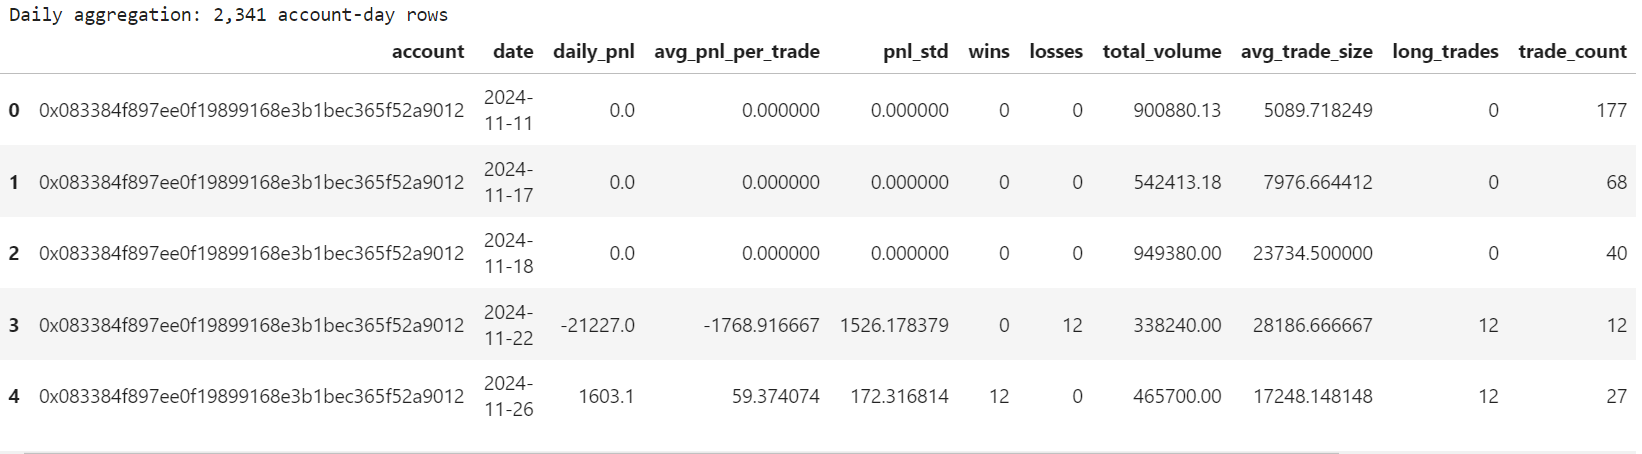 Daily aggregation: 2,341 account-day rows
account date daily_pnl avg_pnl_per_trade pnl_std wins losses total_volume avg_trade_size long_trades trade_count
0 0x083384f897ee0f19899168e3b1bec365f52a9012 2024-11-11 0.0 0.000000 0.000000 0 0 900880.13 5089.718249 0 177
1 0x083384f897ee0f19899168e3b1bec365f52a9012 2024-11-17 0.0 0.000000 0.000000 0 0 542413.18 7976.664412 0 68
2 0x083384f897ee0f19899168e3b1bec365f52a9012 2024-11-18 0.0 0.000000 0.000000 0 0 949380.00 23734.500000 0 40
3 0x083384f897ee0f19899168e3b1bec365f52a9012 2024-11-22 -21227.0 -1768.916667 1526.178379 0 12 338240.00 28186.666667 12 12
4 0x083384f897ee0f19899168e3b1bec365f52a9012 2024-11-26 1603.1 59.374074 172.316814 12 0 465700.00 17248.148148 12 27